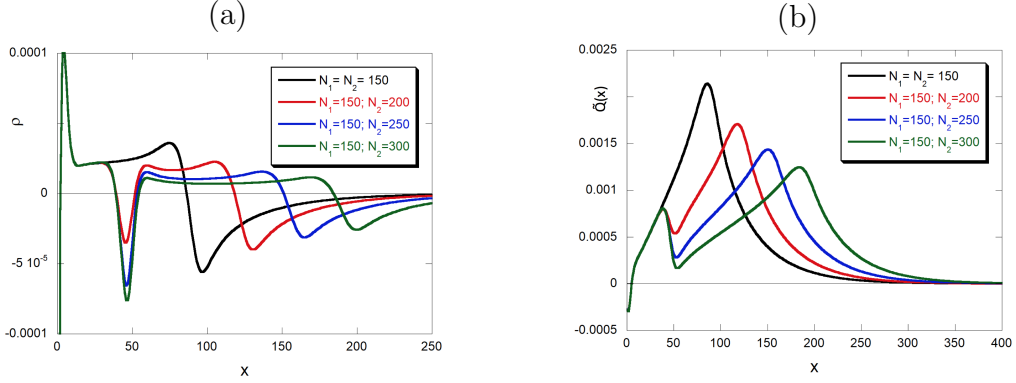 (a)
0.0001
0
-5 10⁻⁵
-0.0001
ρ
N₁= N₂= 150
N₁=150; N₂=200
N₁=150; N₂=250
N₁=150; N₂=300
0 50 100 150 200 250
x
(b)
0.0025
0.002
0.0015
0.001
0.0005
0
-0.0005
Q̃(x)
N₁= N₂= 150
N₁=150; N₂=200
N₁=150; N₂=250
N₁=150; N₂=300
0 50 100 150 200 250 300 350 400
x